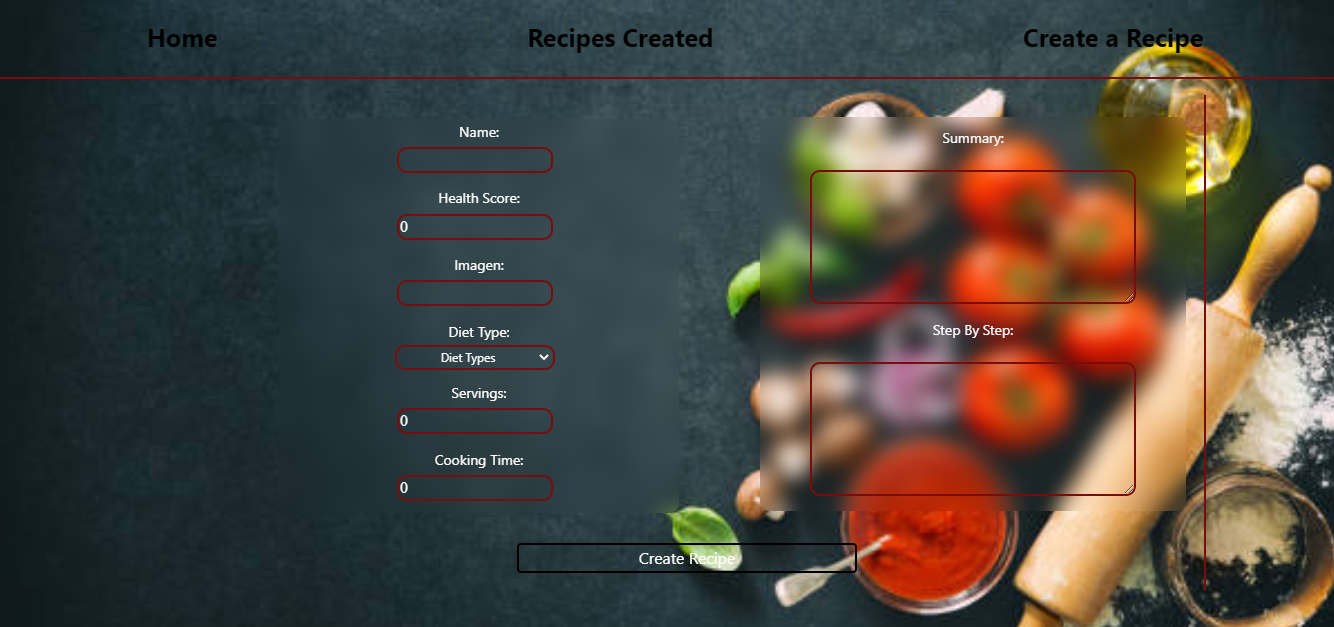 Home
Recipes Created
Create a Recipe
Name:
Health Score:
0
Imagen:
Diet Type:
Diet Types
Servings:
0
Cooking Time:
0
Summary:
Step By Step:
Create Recipe